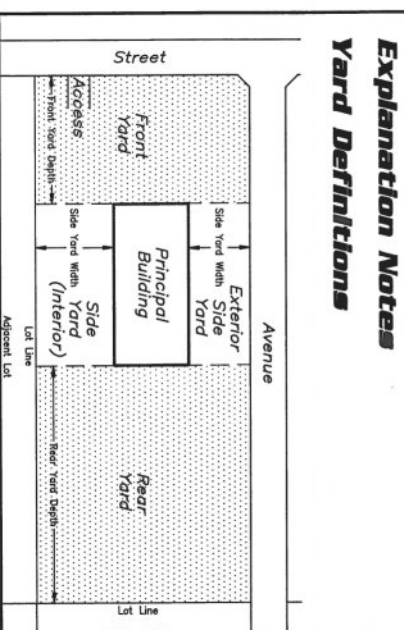 Explanation Notes
Yard Definitions
Street
Avenue
Access
Front Yard Depth
Front
Yard
Side Yard Width
Exterior
Side
Yard
Principal
Building
Side Yard Width
Side
Yard
(Interior)
Rear
Yard
Rear Yard Depth
Lot Line
Lot Line
Adjacent Lot